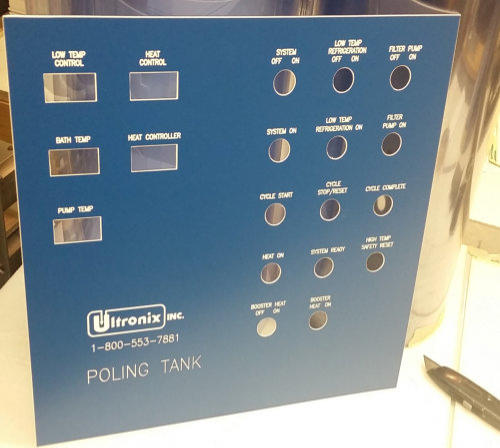 LOW TEMP
CONTROL
HEAT
CONTROL
SYSTEM
OFF ON
LOW TEMP
REFRIGERATION
OFF ON
FILTER PUMP
OFF ON
BATH TEMP
HEAT CONTROLLER
SYSTEM ON
LOW TEMP
REFRIGERATION ON
FILTER
PUMP ON
PUMP TEMP
CYCLE START
CYCLE
STOP/RESET
CYCLE COMPLETE
HEAT ON
SYSTEM READY
HIGH TEMP
SAFETY RESET
BOOSTER HEAT
OFF ON
BOOSTER
HEAT ON
Ultronix INC.
1-800-553-7881
POLING TANK